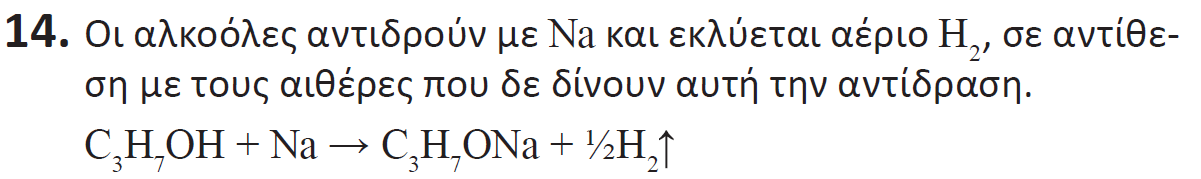 14. Οι αλκοόλες αντιδρούν με Na και εκλύεται αέριο H₂, σε αντίθε-
ση με τους αιθέρες που δε δίνουν αυτή την αντίδραση.
C₃H₇OH + Na → C₃H₇ONa + ½H₂↑